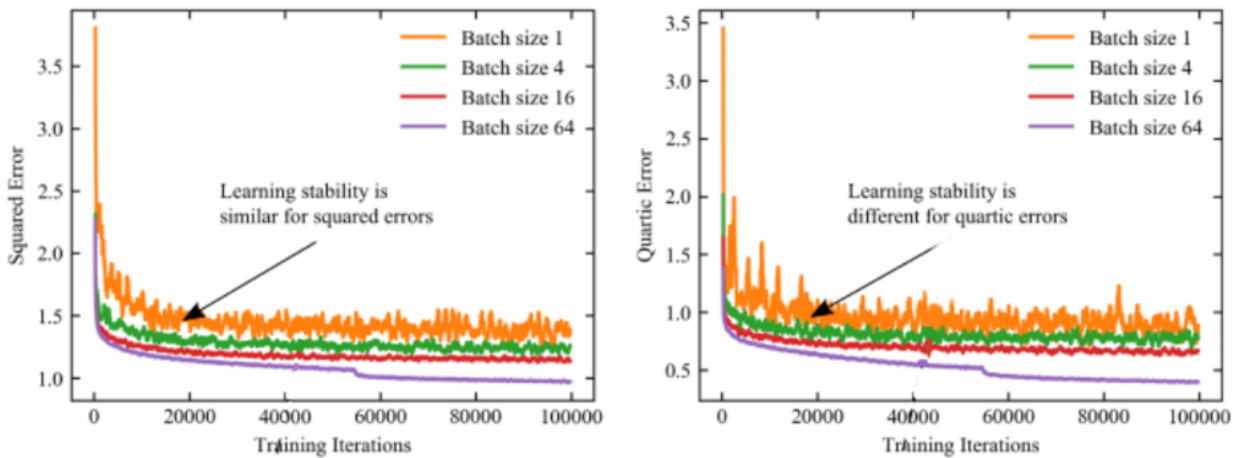 3.5
3.0
2.5
2.0
1.5
1.0
Squared Error
Batch size 1
Batch size 4
Batch size 16
Batch size 64
Learning stability is
similar for squared errors
0 20000 40000 60000 80000 100000
Training Iterations
3.5
3.0
2.5
2.0
1.5
1.0
0.5
Quartic Error
Batch size 1
Batch size 4
Batch size 16
Batch size 64
Learning stability is
different for quartic errors
0 20000 40000 60000 80000 100000
Training Iterations